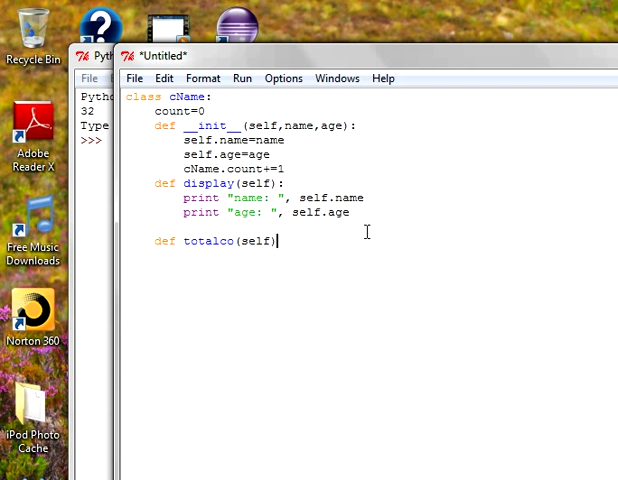 Recycle Bin
Adobe
Reader X
Free Music
Downloads
Norton 360
iPod Photo
Cache
Pyth
File
Pytho
32
Type
>>>
*Untitled*
File Edit Format Run Options Windows Help
class cName:
count=0
def __init__(self,name,age):
self.name=name
self.age=age
cName.count+=1
def display(self):
print "name: ", self.name
print "age: ", self.age
def totalco(self)